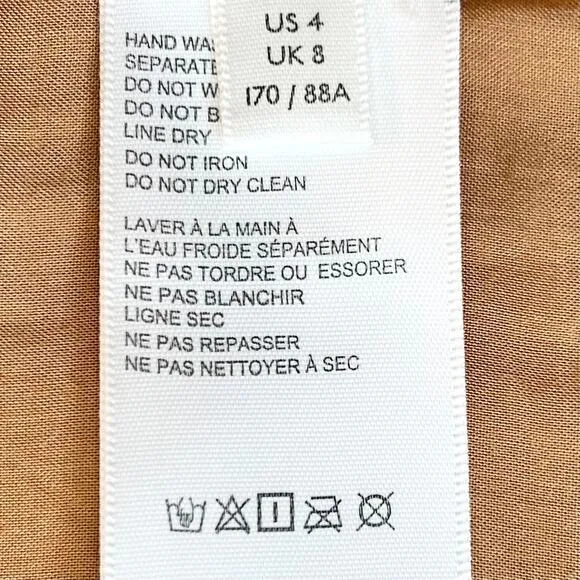 US 4
UK 8
170 / 88A
HAND
SEPARATE
DO NOT
DO NOT
LINE DRY
DO NOT IRON
DO NOT DRY CLEAN
LAVER À LA MAIN À
L'EAU FROIDE SÉPARÉMENT
NE PAS TORDRE OU ESSORER
NE PAS BLANCHIR
LIGNE SEC
NE PAS REPASSER
NE PAS NETTOYER À SEC